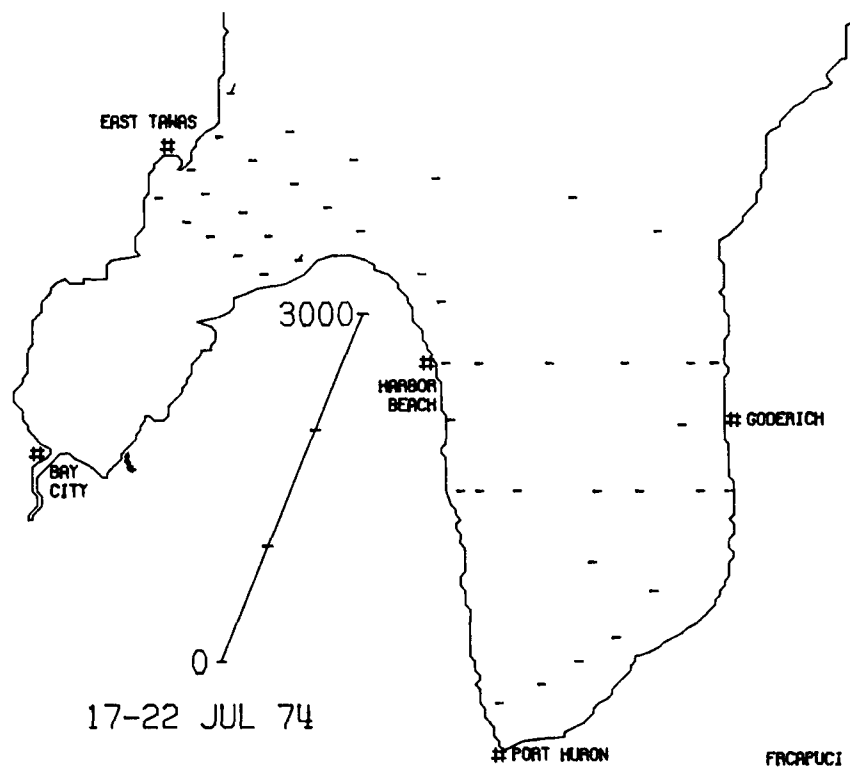 EAST TAWAS
#
3000
#
HARBOR
BEACH
# GODERICH
#
BAY
CITY
0
17-22 JUL 74
# PORT HURON
FRCAPUCI